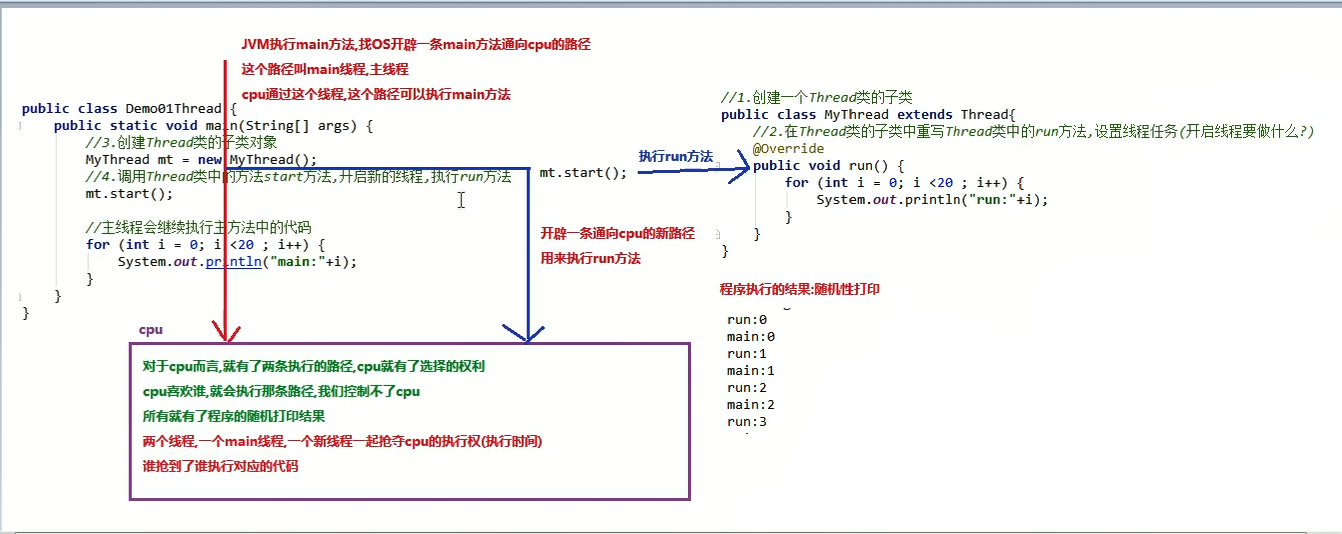 JVM执行main方法,找OS开辟一条main方法通向cpu的路径
这个路径叫main线程,主线程
cpu通过这个线程,这个路径可以执行main方法
public class Demo01Thread {
public static void main(String[] args) {
//3.创建Thread类的子类对象
MyThread mt = new MyThread();
//4.调用Thread类中的方法start方法,开启新的线程,执行run方法
mt.start();
//主线程会继续执行主方法中的代码
for (int i = 0; i <20 ; i++) {
System.out.println("main:"+i);
}
}
}
mt.start();
执行run方法
开辟一条通向cpu的新路径
用来执行run方法
//1.创建一个Thread类的子类
public class MyThread extends Thread{
//2.在Thread类的子类中重写Thread类中的run方法,设置线程任务(开启线程要做什么?)
@Override
public void run() {
for (int i = 0; i <20 ; i++) {
System.out.println("run:"+i);
}
}
}
程序执行的结果:随机性打印
run:0
main:0
run:1
main:1
run:2
main:2
run:3
cpu
对于cpu而言,就有了两条执行的路径,cpu就有了选择的权利
cpu喜欢谁,就会执行那条路径,我们控制不了cpu
所有就有了程序的随机打印结果
两个线程,一个main线程,一个新线程一起抢夺cpu的执行权(执行时间)
谁抢到了谁执行对应的代码